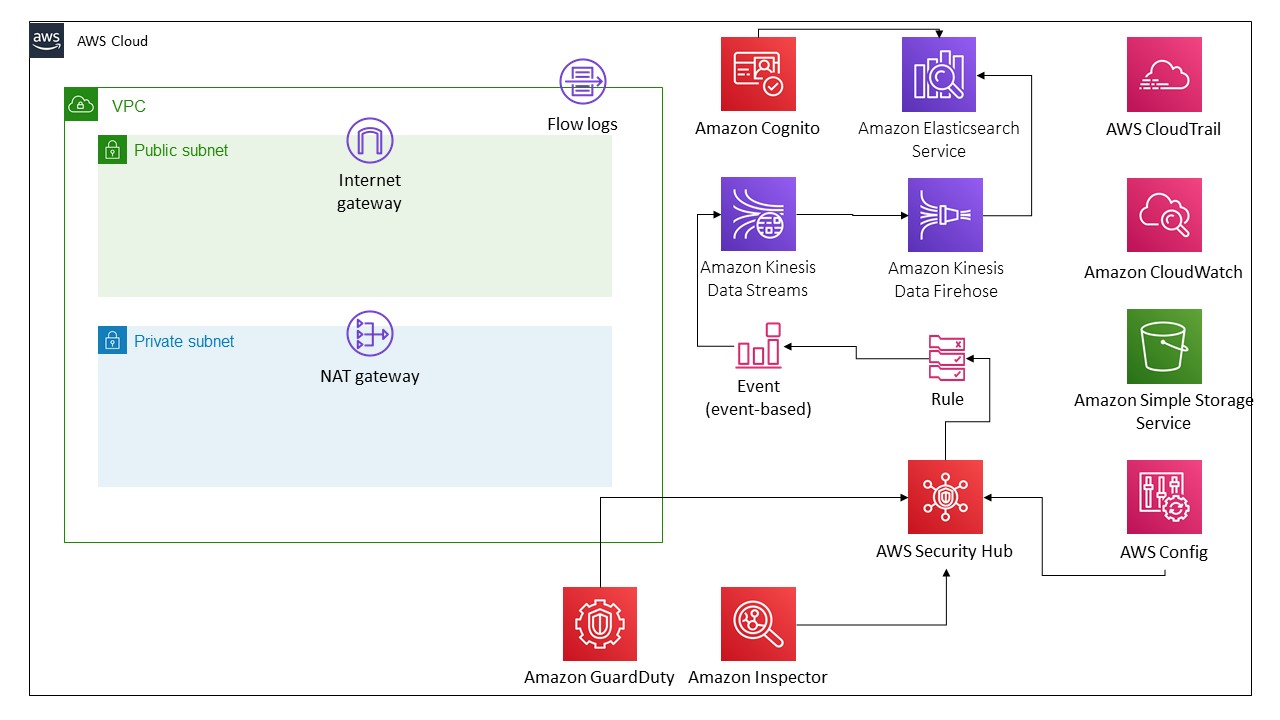 aws
AWS Cloud
VPC
Flow logs
Public subnet
Internet
gateway
Private subnet
NAT gateway
Amazon Cognito
Amazon Elasticsearch
Service
AWS CloudTrail
Amazon Kinesis
Data Streams
Amazon Kinesis
Data Firehose
Amazon CloudWatch
Event
(event-based)
Rule
Amazon Simple Storage
Service
AWS Security Hub
AWS Config
Amazon GuardDuty
Amazon Inspector